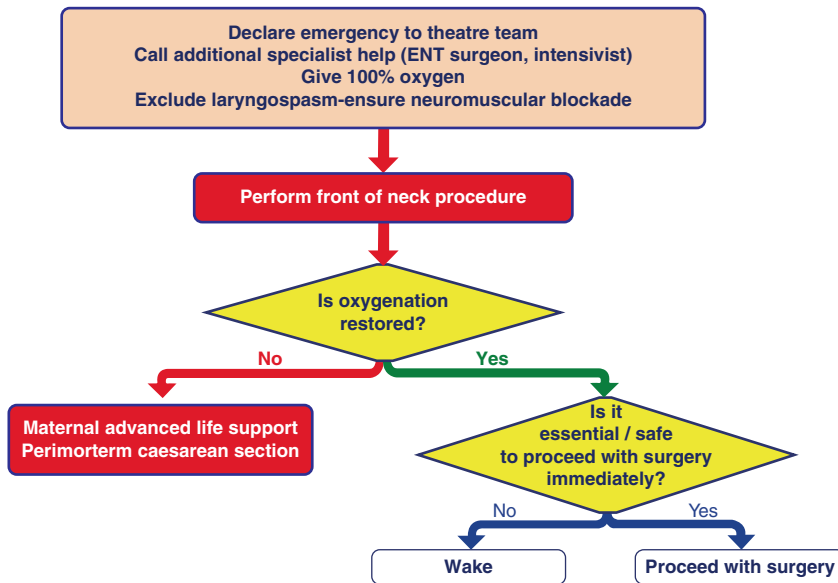 Declare emergency to theatre team
Call additional specialist help (ENT surgeon, intensivist)
Give 100% oxygen
Exclude laryngospasm-ensure neuromuscular blockade
Perform front of neck procedure
Is oxygenation
restored?
No
Yes
Maternal advanced life support
Perimorterm caesarean section
Is it
essential / safe
to proceed with surgery
immediately?
No
Yes
Wake
Proceed with surgery